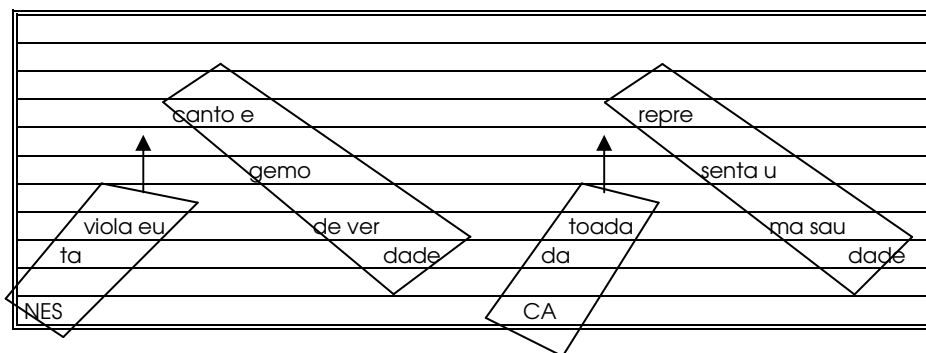 canto e repre
gemo senta u
viola eu de ver toada ma sau
ta dade da dade
NES CA